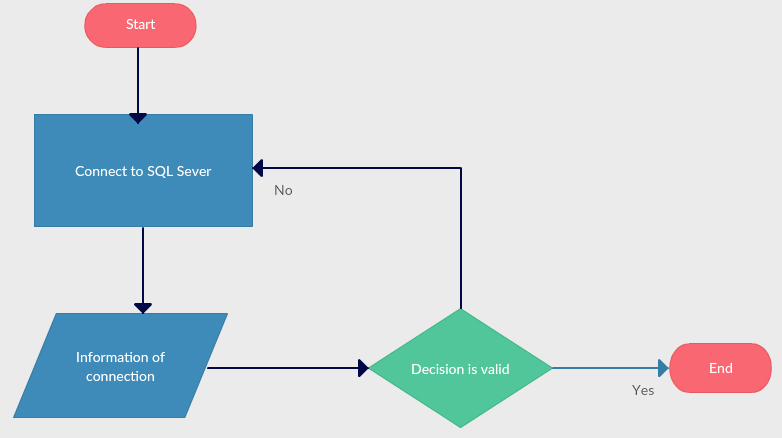 Start
Connect to SQL Sever
No
Information of
connection
Decision is valid
End
Yes